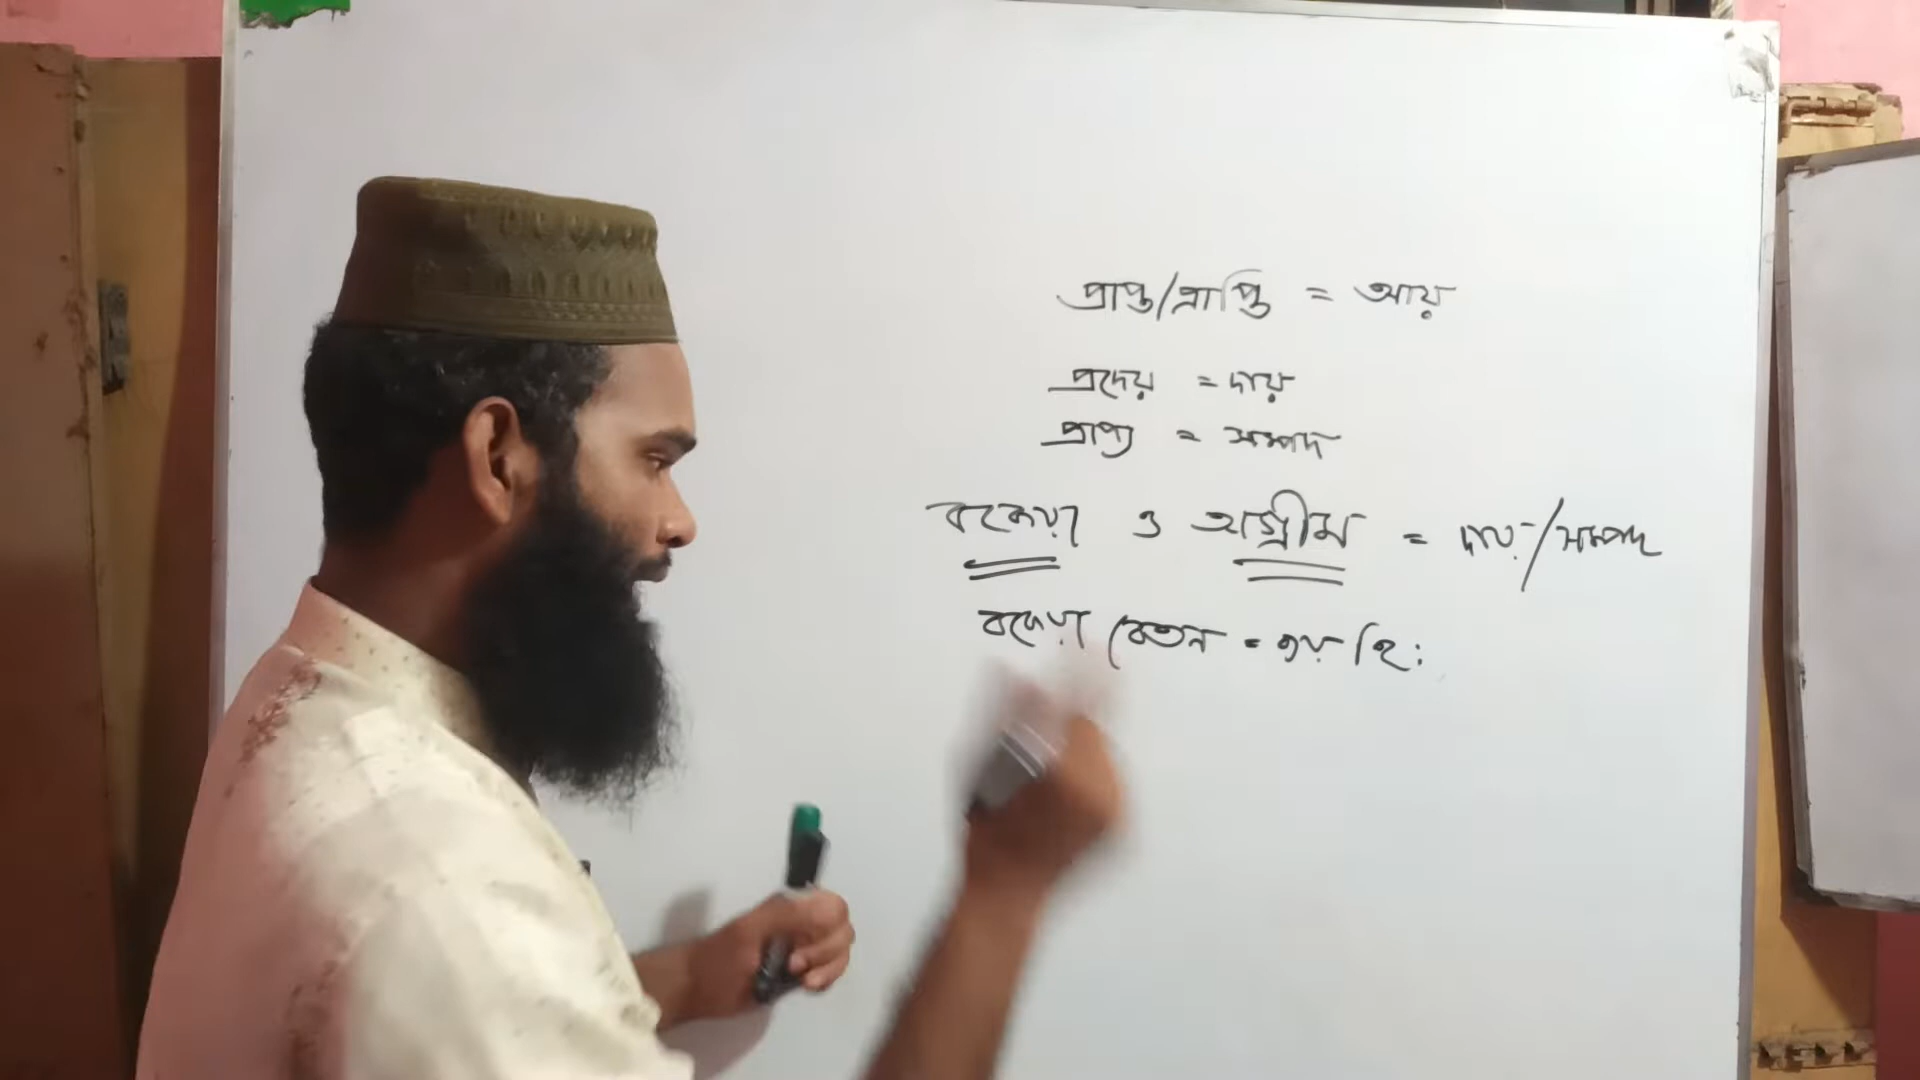 প্রাপ্ত/প্রাপ্তি = আয়
প্রদেয় = দায়
প্রাপ্য = সম্পদ
বকেয়া ও অগ্রীম = দায়/সম্পদ
বকেয়া বেতন = হি: